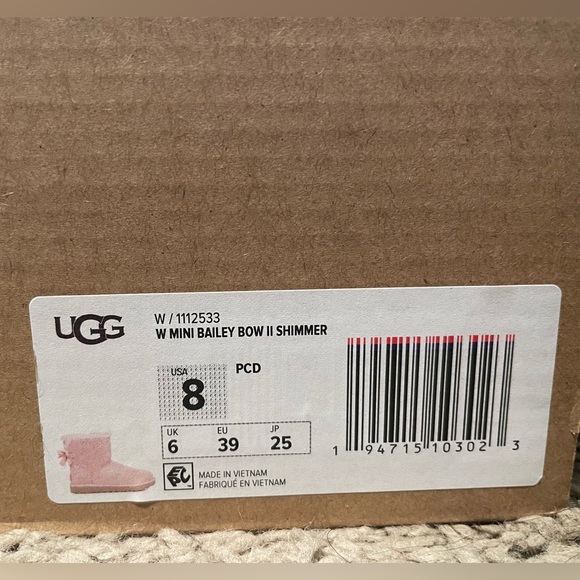 UGG
W / 1112533
W MINI BAILEY BOW II SHIMMER
USA
8
PCD
UK EU JP
6 39 25
MADE IN VIETNAM
FABRIQUÉ EN VIETNAM
1 94715 10302 3